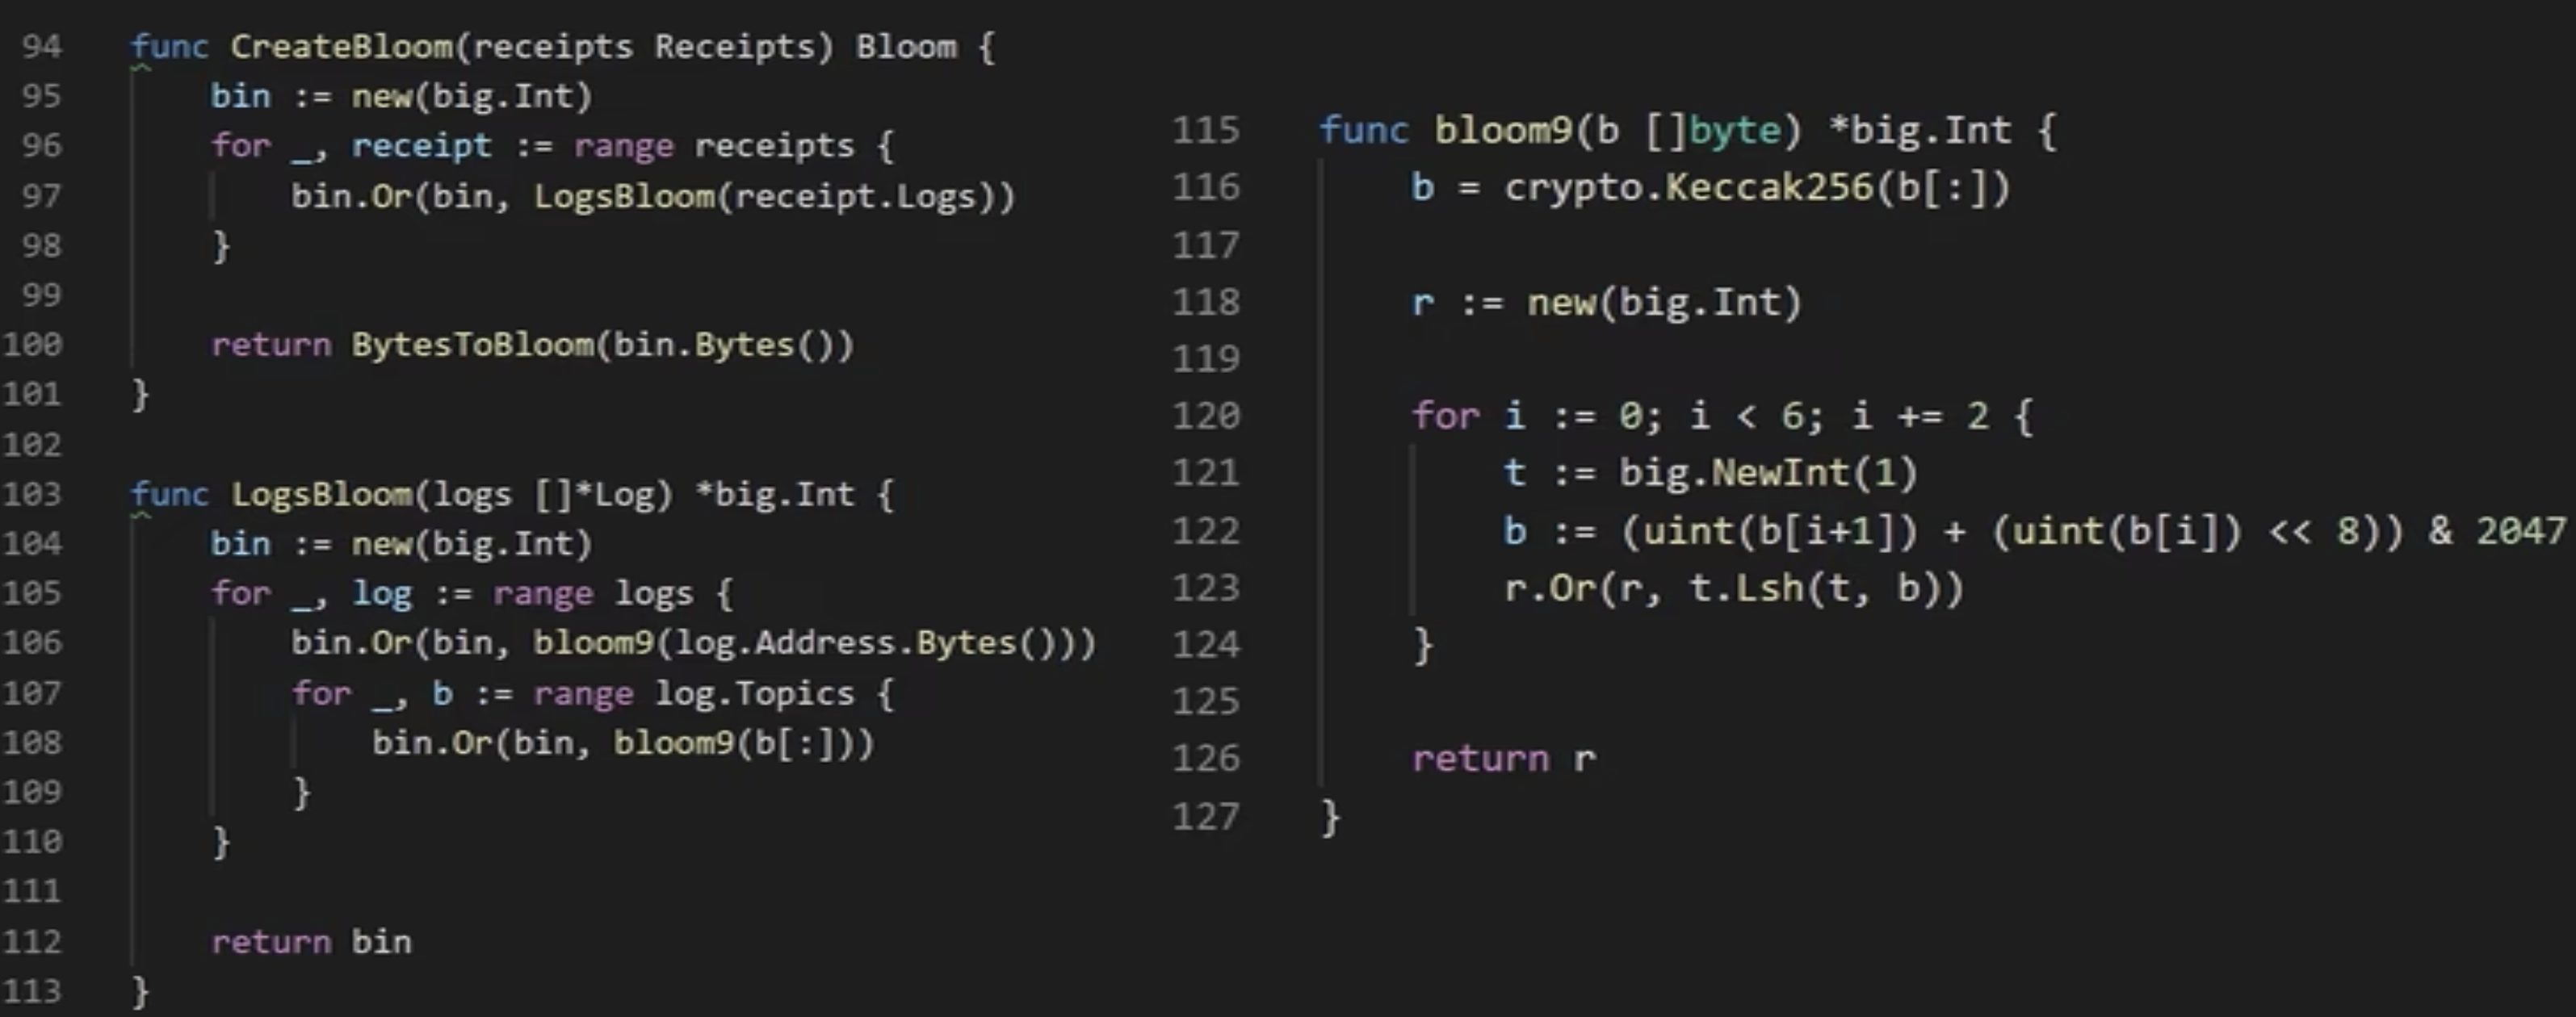 94 func CreateBloom(receipts Receipts) Bloom {
95 bin := new(big.Int)
96 for _, receipt := range receipts {
97 bin.Or(bin, LogsBloom(receipt.Logs))
98 }
99
100 return BytesToBloom(bin.Bytes())
101 }
102
103 func LogsBloom(logs []*Log) *big.Int {
104 bin := new(big.Int)
105 for _, log := range logs {
106 bin.Or(bin, bloom9(log.Address.Bytes()))
107 for _, b := range log.Topics {
108 bin.Or(bin, bloom9(b[:]))
109 }
110 }
111
112 return bin
113 }
115 func bloom9(b []byte) *big.Int {
116 b = crypto.Keccak256(b[:])
117
118 r := new(big.Int)
119
120 for i := 0; i < 6; i += 2 {
121 t := big.NewInt(1)
122 b := (uint(b[i+1]) + (uint(b[i]) << 8)) & 2047
123 r.Or(r, t.Lsh(t, b))
124 }
125
126 return r
127 }